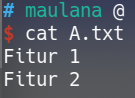 # maulana @
$ cat A.txt
Fitur 1
Fitur 2